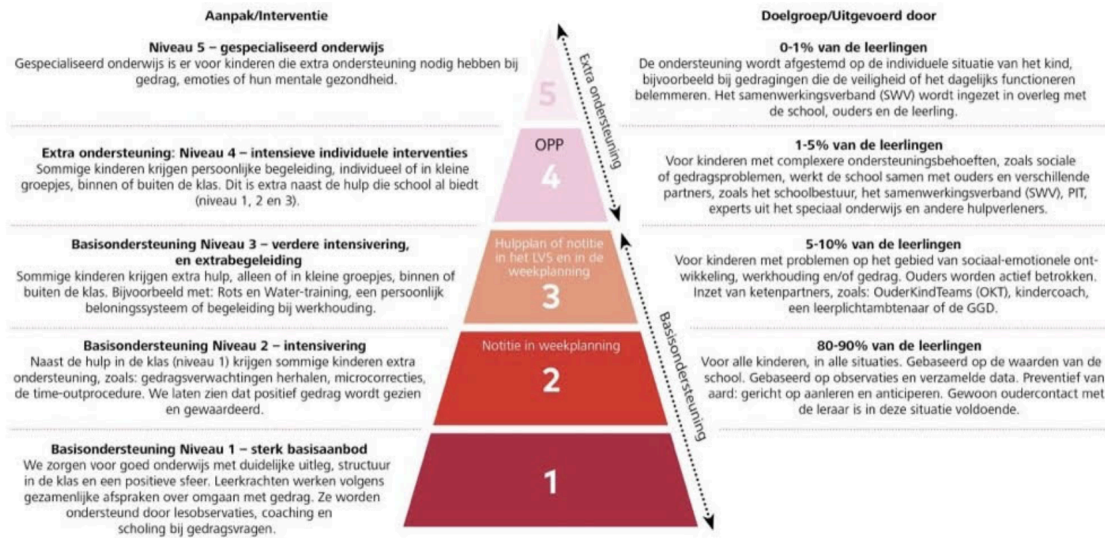 Aanpak/Interventie
Niveau 5 – gespecialiseerd onderwijs
Gespecialiseerd onderwijs is er voor kinderen die extra ondersteuning nodig hebben bij
gedrag, emoties of hun mentale gezondheid.
Extra ondersteuning: Niveau 4 – intensieve individuele interventies
Sommige kinderen krijgen persoonlijke begeleiding, individueel of in kleine
groepjes, binnen of buiten de klas. Dit is extra naast de hulp die school al biedt
(niveau 1, 2 en 3).
Basisondersteuning Niveau 3 – verdere intensivering,
en extrabegeleiding
Sommige kinderen krijgen extra hulp, alleen of in kleine groepjes, binnen of
buiten de klas. Bijvoorbeeld met: Rots en Water-training, een persoonlijk
beloningssysteem of begeleiding bij werkhouding.
Basisondersteuning Niveau 2 – intensivering
Naast de hulp in de klas (niveau 1) krijgen sommige kinderen extra
ondersteuning, zoals: gedragsverwachtingen herhalen, microcorrecties,
de time-outprocedure. We laten zien dat positief gedrag wordt gezien
en gewaardeerd.
Basisondersteuning Niveau 1 – sterk basisaanbod
We zorgen voor goed onderwijs met duidelijke uitleg, structuur
in de klas en een positieve sfeer. Leerkrachten werken volgens
gezamenlijke afspraken over omgaan met gedrag. Ze worden
ondersteund door lesobservaties, coaching en
scholing bij gedragsvragen.
5
OPP
4
Hulpplan of notitie
in het LVS en in de
weekplanning
3
Notitie in weekplanning
2
1
Extra ondersteuning
Basisondersteuning
Doelgroep/Uitgevoerd door
0-1% van de leerlingen
De ondersteuning wordt afgestemd op de individuele situatie van het kind,
bijvoorbeeld bij gedragingen die de veiligheid of het dagelijks functioneren
belemmeren. Het samenwerkingsverband (SWV) wordt ingezet in overleg met
de school, ouders en de leerling.
1-5% van de leerlingen
Voor kinderen met complexere ondersteuningsbehoeften, zoals sociale
of gedragsproblemen, werkt de school samen met ouders en verschillende
partners, zoals het schoolbestuur, het samenwerkingsverband (SWV), PIT,
experts uit het speciaal onderwijs en andere hulpverleners.
5-10% van de leerlingen
Voor kinderen met problemen op het gebied van sociaal-emotionele ont-
wikkeling, werkhouding en/of gedrag. Ouders worden actief betrokken.
Inzet van ketenpartners, zoals: OuderKindTeams (OKT), kindercoach,
een leerplichtambtenaar of de GGD.
80-90% van de leerlingen
Voor alle kinderen, in alle situaties. Gebaseerd op de waarden van de
school. Gebaseerd op observaties en verzamelde data. Preventief van
aard: gericht op aanleren en anticiperen. Gewoon oudercontact met
de leraar is in deze situatie voldoende.